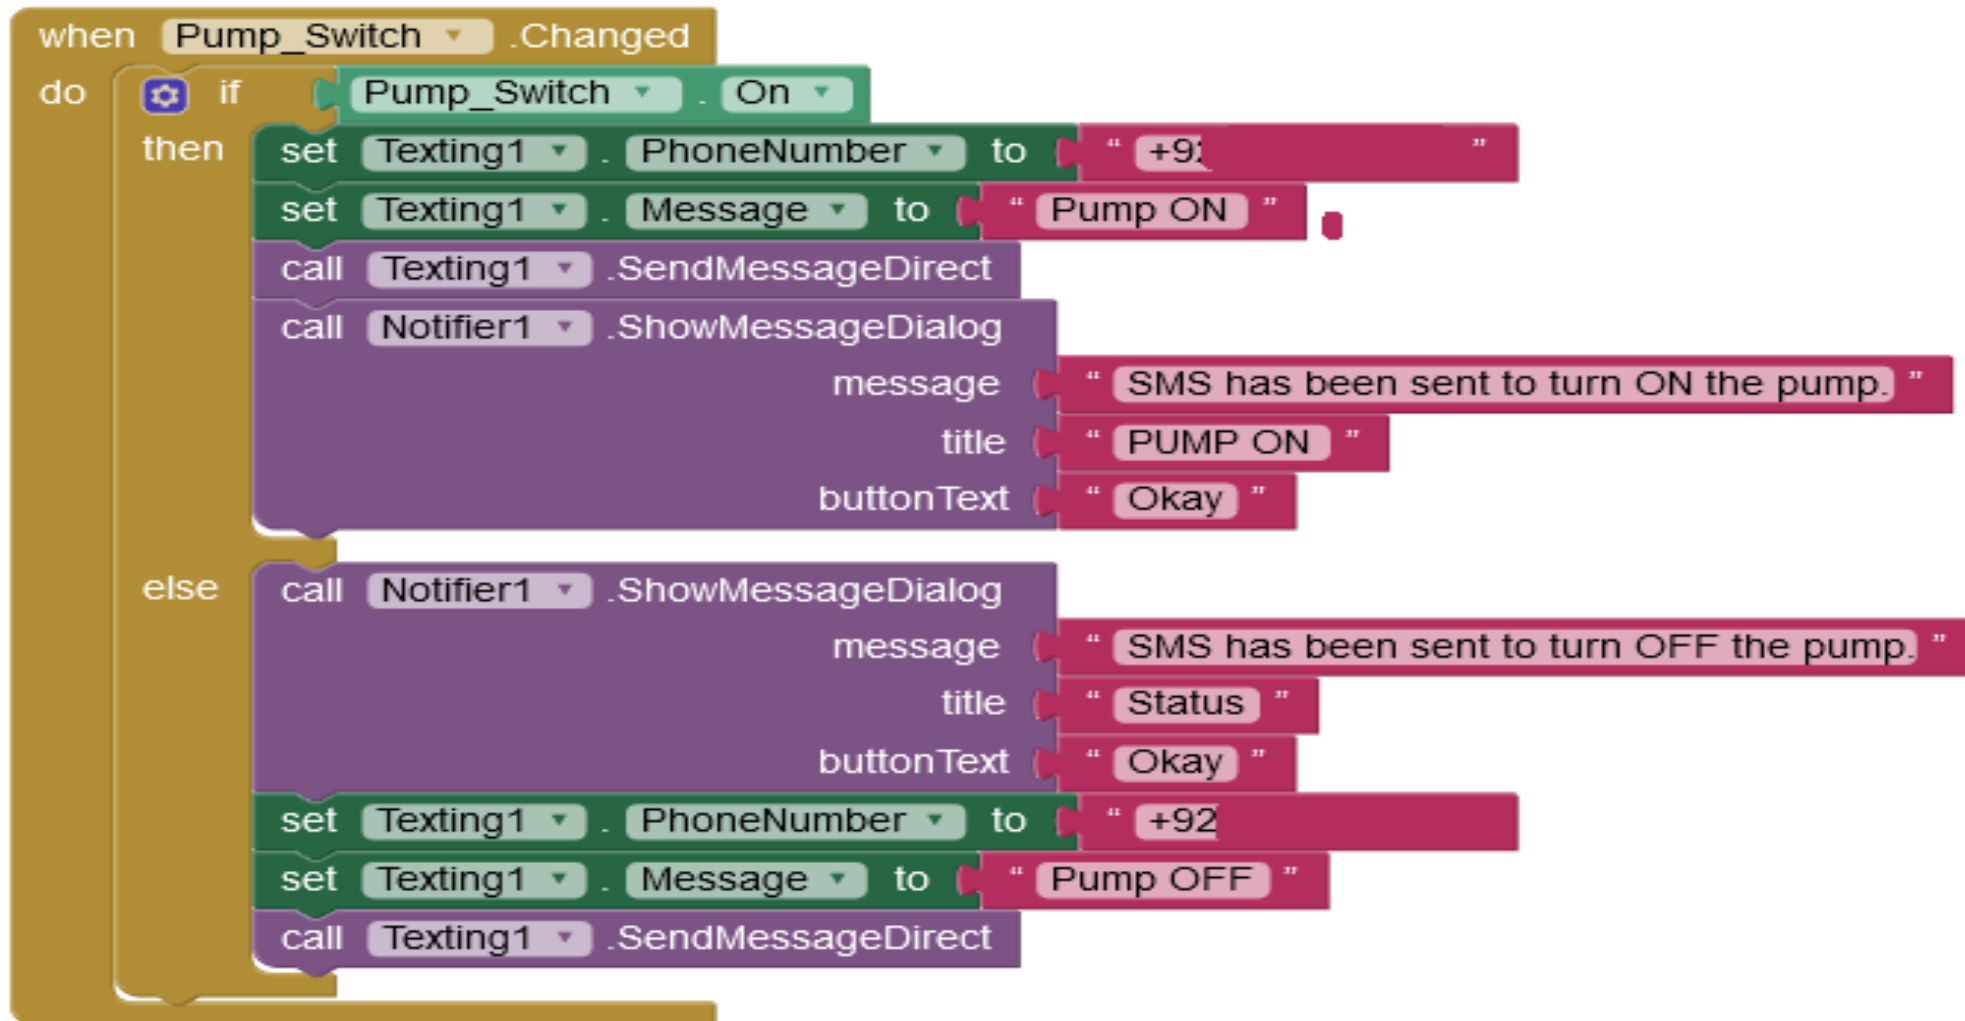 when Pump_Switch .Changed
do if Pump_Switch . On
then set Texting1 . PhoneNumber to “ +92 ”
set Texting1 . Message to “ Pump ON ”
call Texting1 .SendMessageDirect
call Notifier1 .ShowMessageDialog
message “ SMS has been sent to turn ON the pump. ”
title “ PUMP ON ”
buttonText “ Okay ”
else call Notifier1 .ShowMessageDialog
message “ SMS has been sent to turn OFF the pump. ”
title “ Status ”
buttonText “ Okay ”
set Texting1 . PhoneNumber to “ +92
set Texting1 . Message to “ Pump OFF ”
call Texting1 .SendMessageDirect